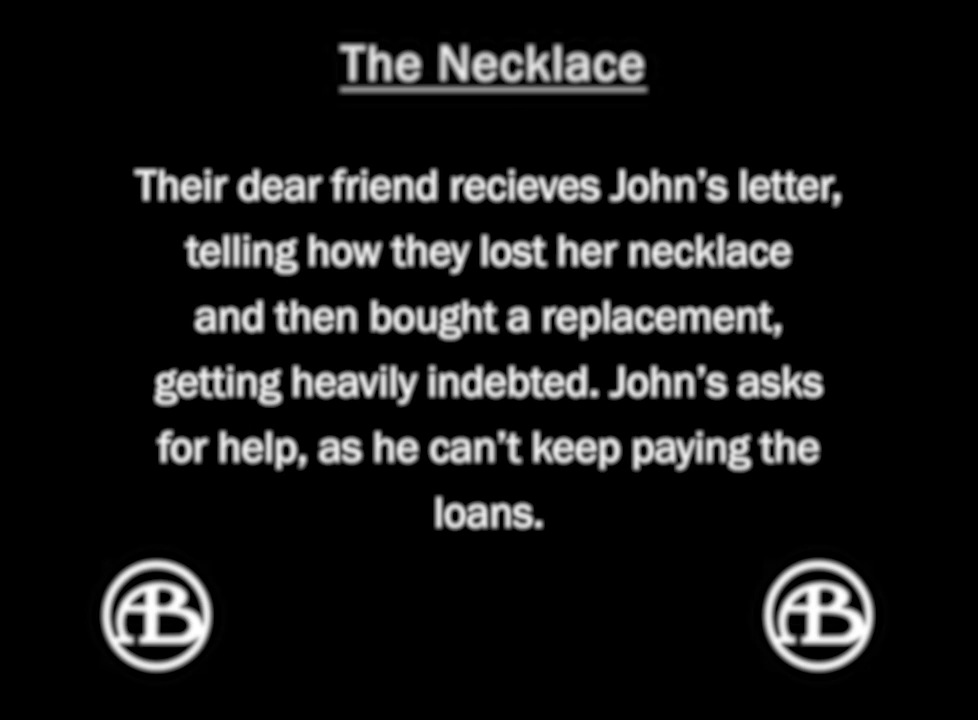 The Necklace
Their dear friend recieves John's letter,
telling how they lost her necklace
and then bought a replacement,
getting heavily indebted. John's asks
for help, as he can't keep paying the
loans.
AB AB